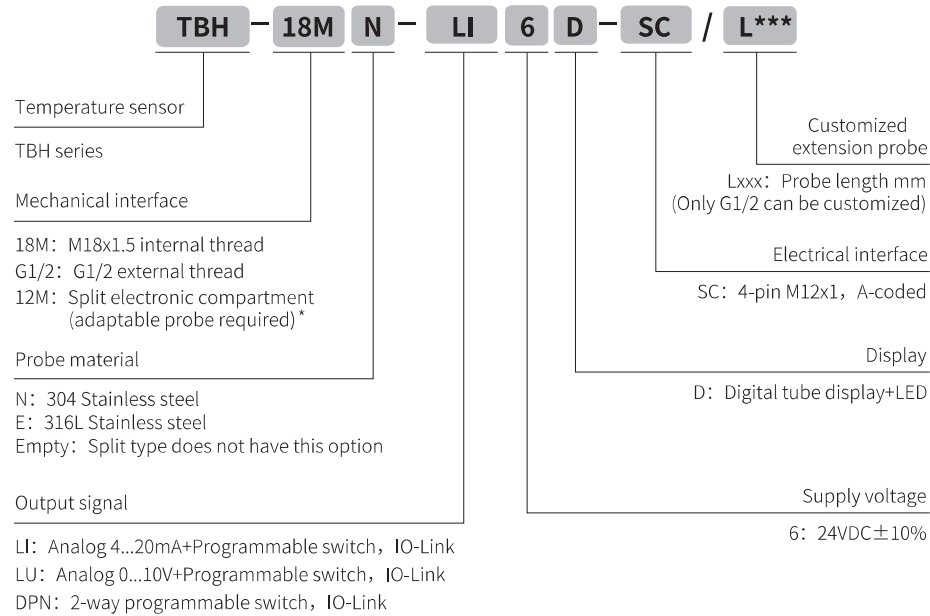 TBH-18M N-LI 6 D-SC / L***
Temperature sensor
TBH series
Mechanical interface
18M: M18x1.5 internal thread
G1/2: G1/2 external thread
12M: Split electronic compartment
(adaptable probe required)*
Probe material
N: 304 Stainless steel
E: 316L Stainless steel
Empty: Split type does not have this option
Output signal
LI: Analog 4...20mA+Programmable switch, IO-Link
LU: Analog 0...10V+Programmable switch, IO-Link
DPN: 2-way programmable switch, IO-Link
Customized
extension probe
Lxxx: Probe length mm
(Only G1/2 can be customized)
Electrical interface
SC: 4-pin M12x1, A-coded
Display
D: Digital tube display+LED
Supply voltage
6: 24VDC±10%